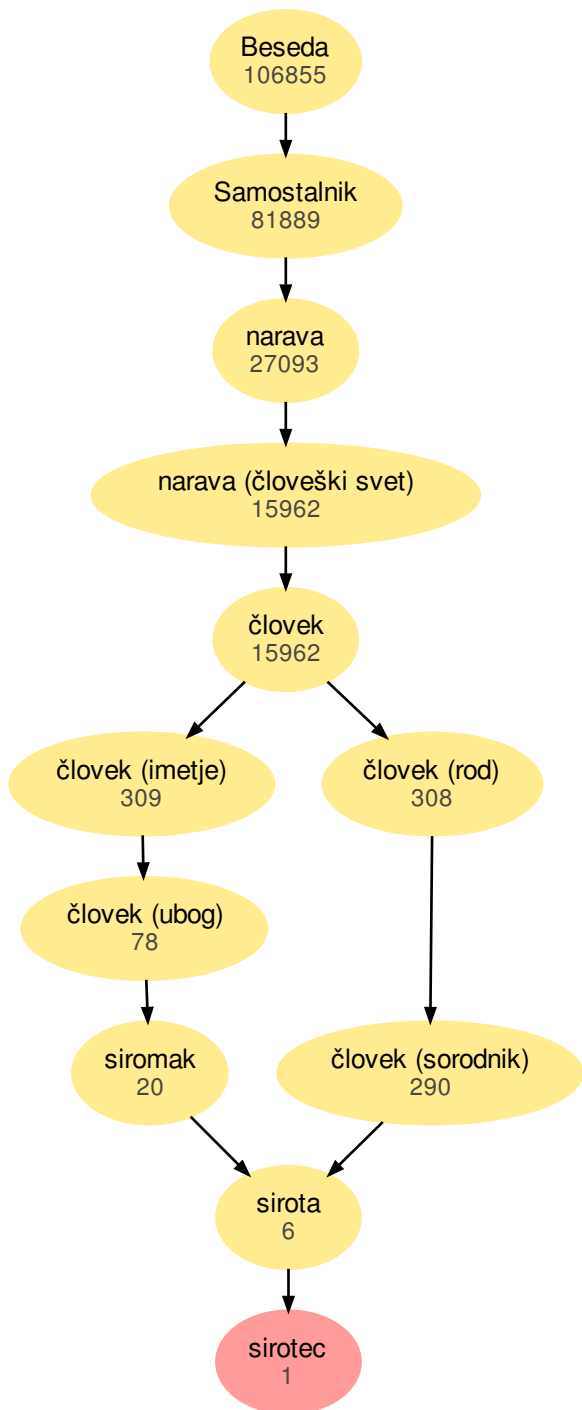 Beseda
106855
Samostalnik
81889
narava
27093
narava (človeški svet)
15962
človek
15962
človek (imetje)
309
človek (rod)
308
človek (ubog)
78
siromak
20
človek (sorodnik)
290
sirota
6
sirotec
1